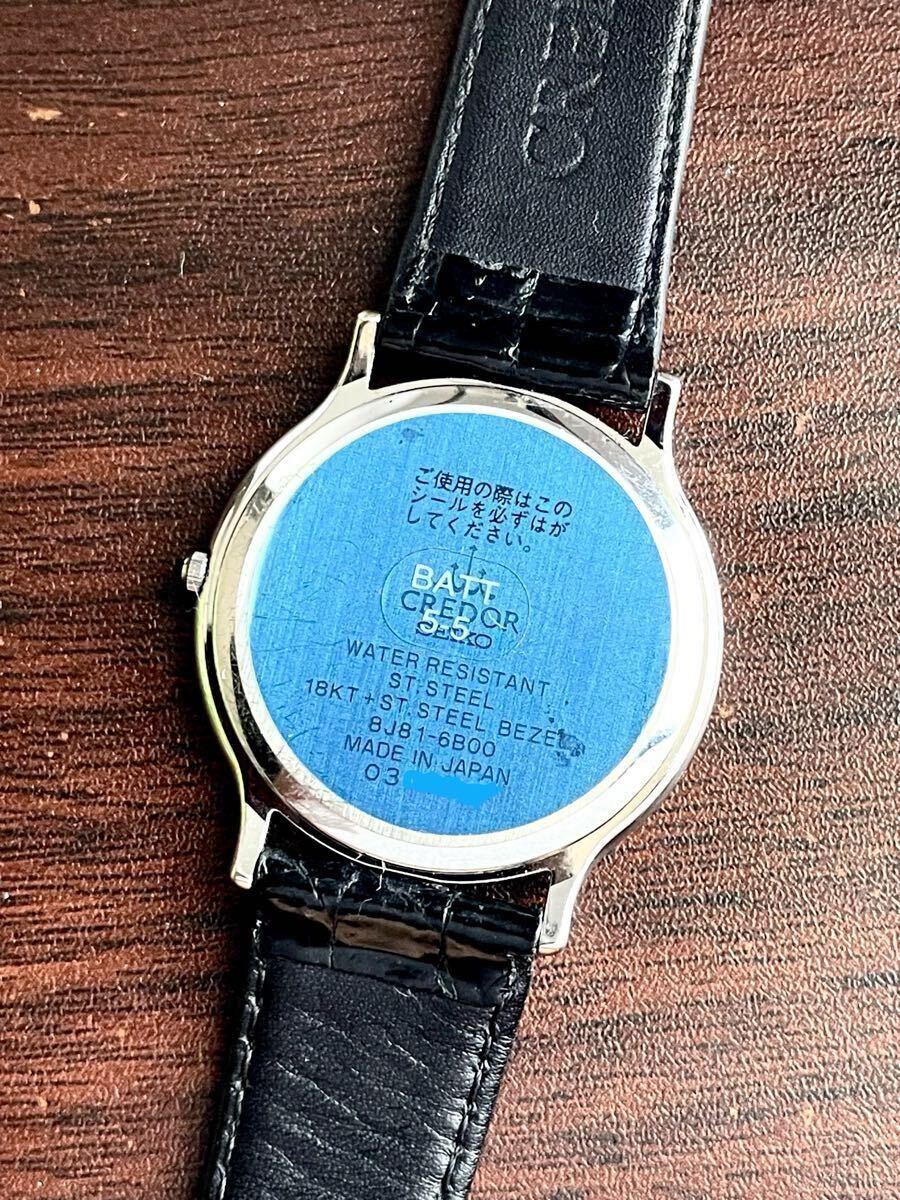 CRE
ご使用の際はこの
シールを必ずはが
してください。
BATT.
CREDOR
5-5
SEIKO
WATER RESISTANT
ST. STEEL
18KT + ST. STEEL BEZEL
8J81-6B00
MADE IN JAPAN
03